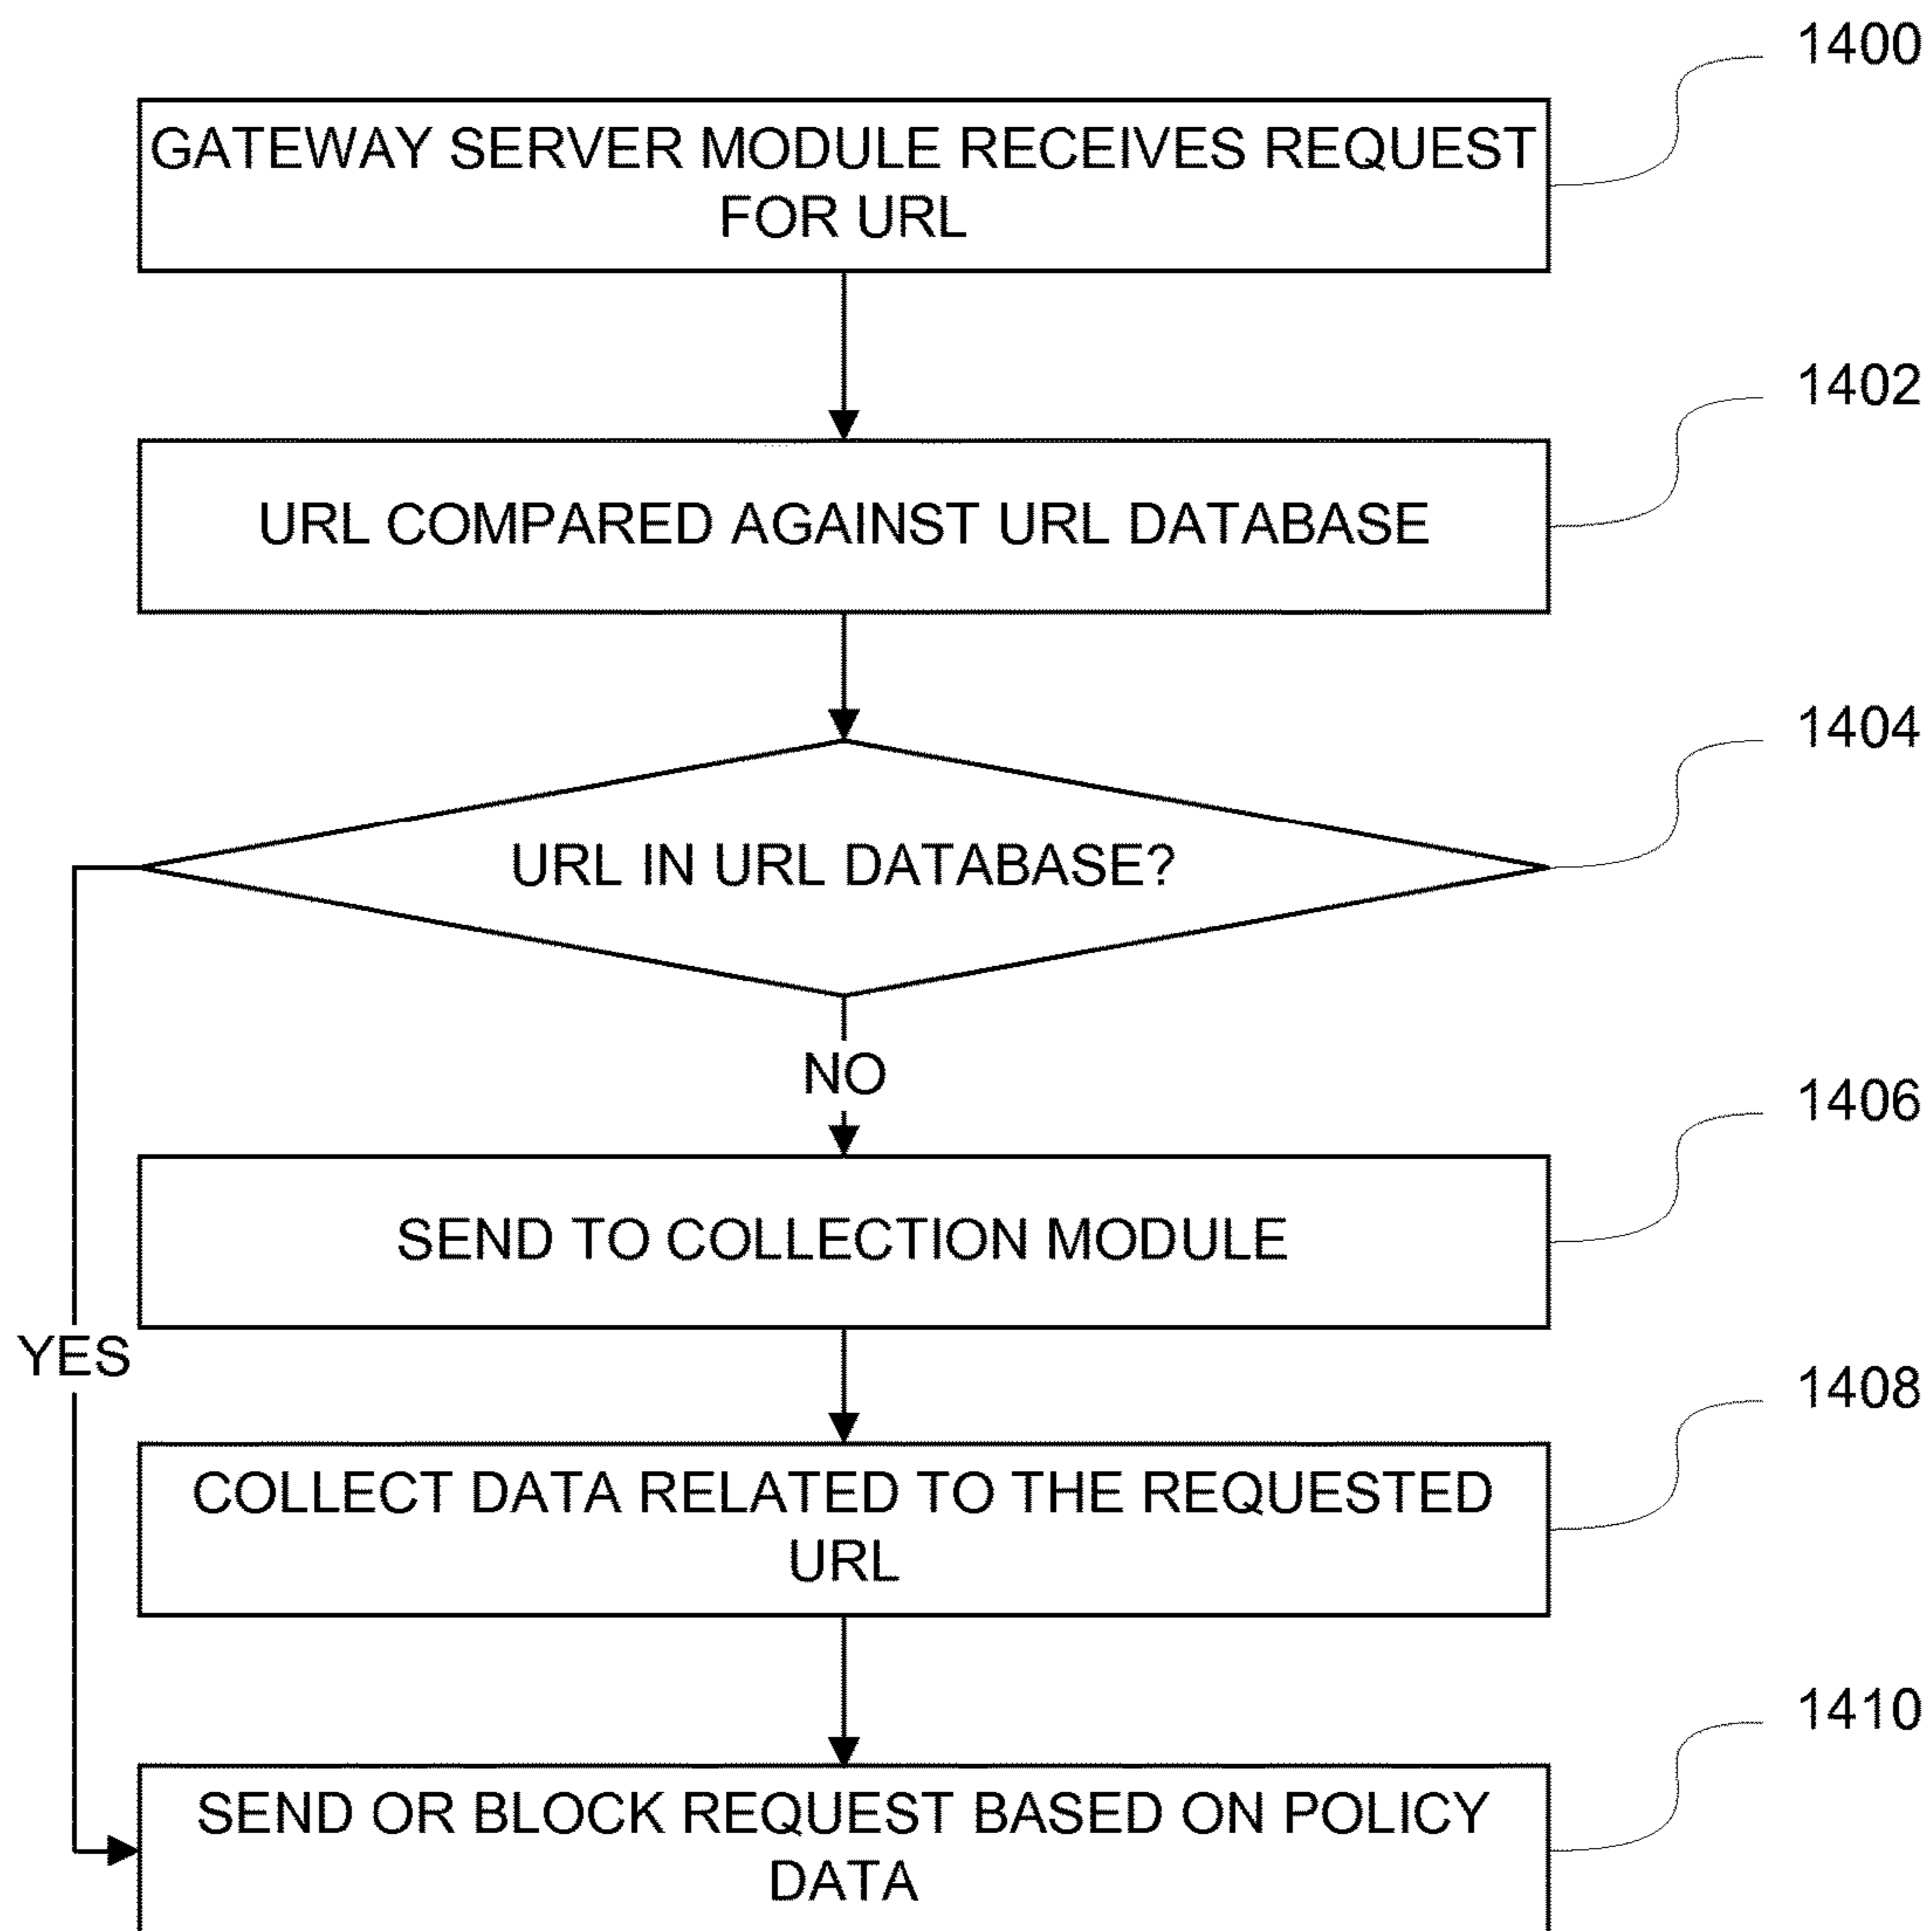 1400
GATEWAY SERVER MODULE RECEIVES REQUEST
FOR URL
1402
URL COMPARED AGAINST URL DATABASE
1404
URL IN URL DATABASE?
NO
1406
SEND TO COLLECTION MODULE
YES
1408
COLLECT DATA RELATED TO THE REQUESTED
URL
1410
SEND OR BLOCK REQUEST BASED ON POLICY
DATA